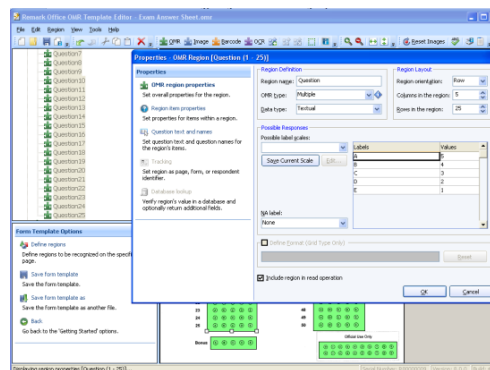 Remark Office OMR Template Editor - Exam Answer Sheet.omr
File Edit Region View Tools Window Help
OMR Image Barcode OCR Reset Images
Question7
Question8
Question9
Question10
Question11
Question12
Question13
Question14
Question15
Question16
Question17
Question18
Question19
Question20
Question21
Question22
Question23
Question24
Question25
Form Template Options
Define regions
Define regions to be recognized on the specifi
page.
Save form template
Save the form template.
Save form template as
Save the form template as another file.
Back
Go back to the 'Getting Started' options.
Properties - OMR Region [Question (1 - 25)]
Properties
OMR region properties
Set overall properties for the region.
Region item properties
Set properties for items within a region.
Question text and names
Set question text and question names for
the region's items.
Tracking
Set region as page, form, or respondent
identifier.
Database lookup
Verify region's value in a database and
optionally return additional fields.
Region Definition
Region name: Question
OMR type: Multiple
Data type: Textual
Region Layout
Region orientation: Row
Columns in the region: 5
Rows in the region: 25
Possible Responses
Possible label scales:
Save Current Scale Edit...
NA label:
None
Labels Values
A 5
B 4
C 3
D 2
E 1
Define Format (Grid Type Only)
Reset
Include region in read operation
OK Cancel
23 48
24 49
25 50
Bonus
Official Use Only
Displaying region properties [Question (1 - 25)]